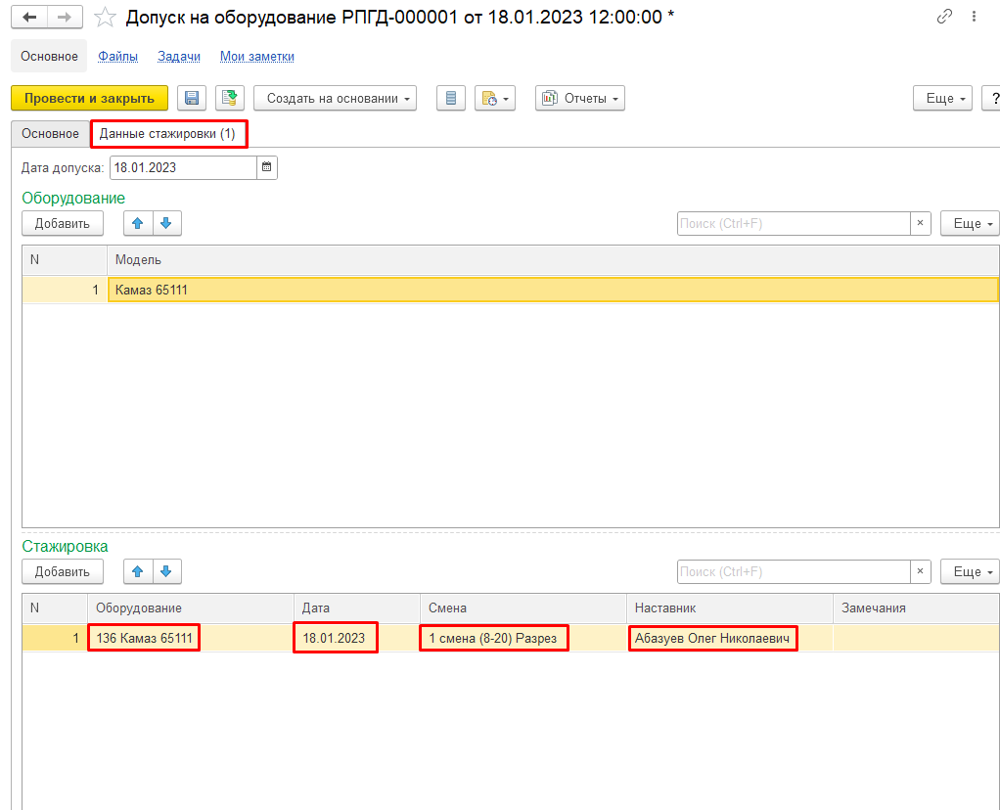 Допуск на оборудование РПГД-000001 от 18.01.2023 12:00:00 *
Основное Файлы Задачи Мои заметки
Провести и закрыть Создать на основании Отчеты Еще ?
Основное Данные стажировки (1)
Дата допуска: 18.01.2023
Оборудование
Добавить Поиск (Ctrl+F) × Еще
N Модель
1 Камаз 65111
Стажировка
Добавить Поиск (Ctrl+F) × Еще
N Оборудование Дата Смена Наставник Замечания
1 136 Камаз 65111 18.01.2023 1 смена (8-20) Разрез Абазуев Олег Николаевич